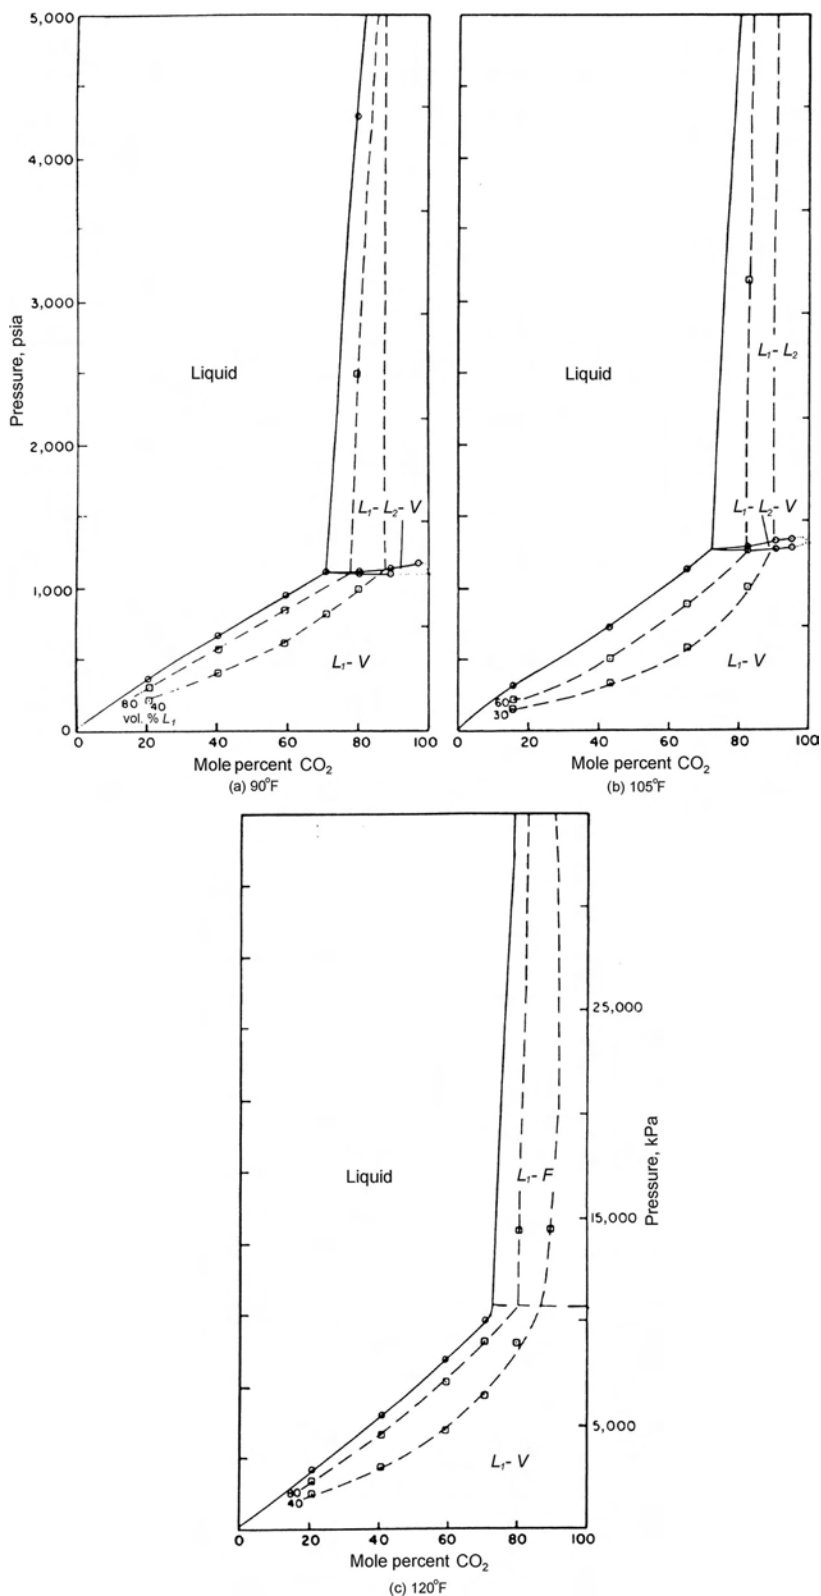 5,000
4,000
3,000
2,000
1,000
0
Pressure, psia
Liquid
L₁- L₂- V
L₁- V
80 40
vol. % L₁
20 40 60 80 100
Mole percent CO₂
(a) 90°F
Liquid
L₁- L₂
L₁- L₂- V
L₁- V
60
30
0 20 40 60 80 100
Mole percent CO₂
(b) 105°F
25,000
15,000
5,000
Pressure, kPa
Liquid
L₁- F
L₁- V
80
40
0 20 40 60 80 100
Mole percent CO₂
(c) 120°F